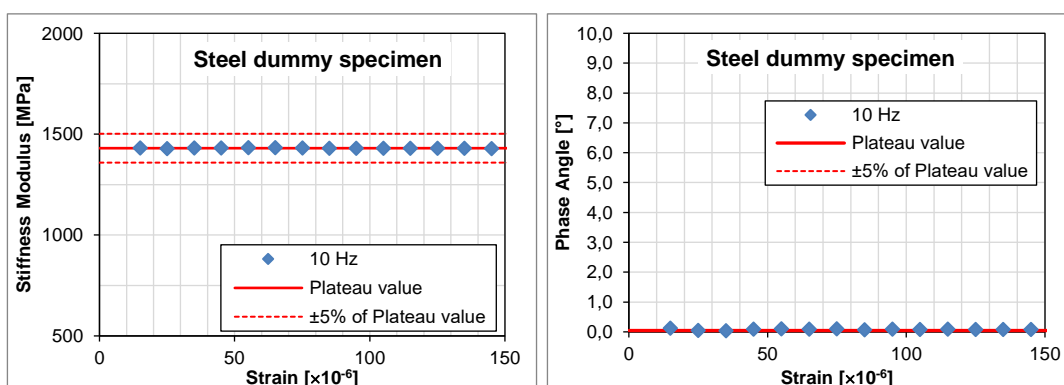 Steel dummy specimen
Stiffness Modulus [MPa]
2000
1500
1000
500
10 Hz
Plateau value
±5% of Plateau value
0
50
100
150
Strain [×10⁻⁶]
Steel dummy specimen
Phase Angle [°]
10,0
9,0
8,0
7,0
6,0
5,0
4,0
3,0
2,0
1,0
0,0
10 Hz
Plateau value
±5% of Plateau value
0
50
100
150
Strain [×10⁻⁶]